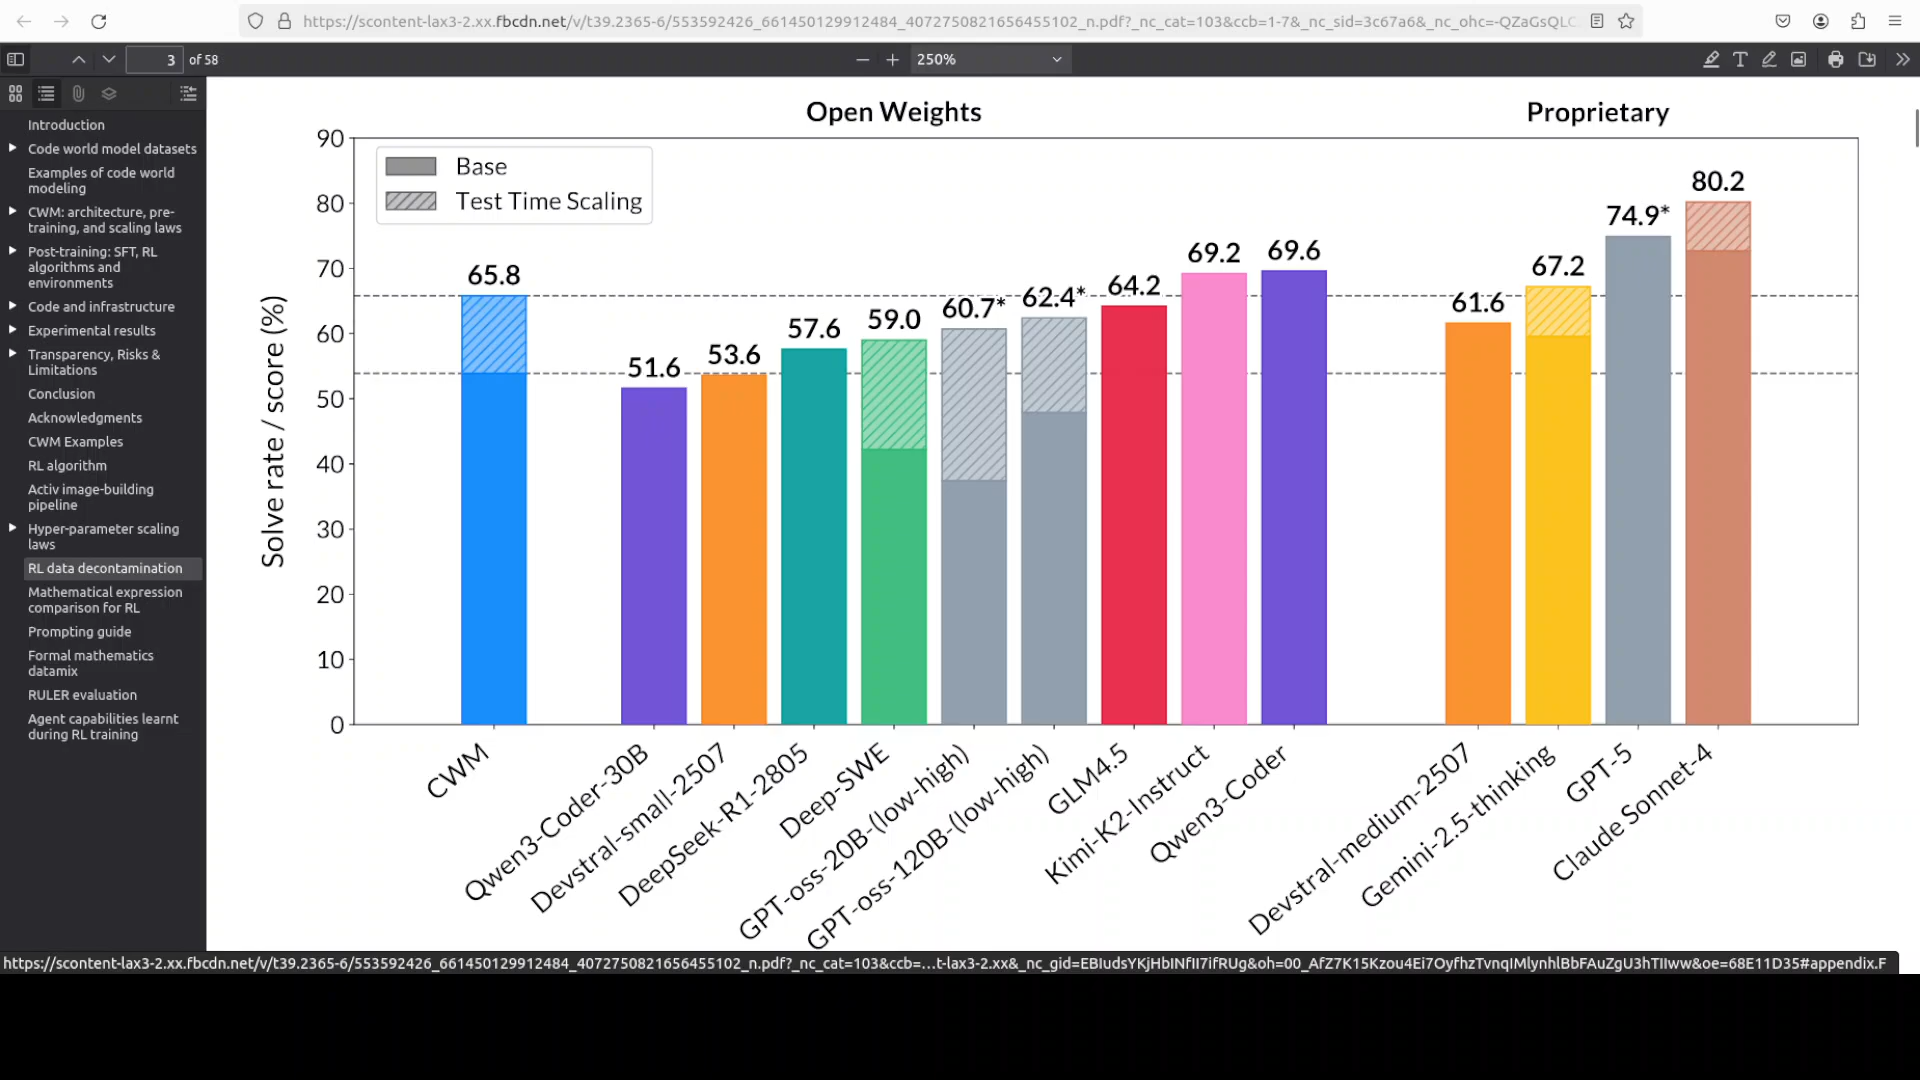 https://scontent-lax3-2.xx.fbcdn.net/v/t39.2365-6/553592426_661450129912484_4072750821656455102_n.pdf?_nc_cat=103&ccb=1-7&_nc_sid=3c67a6&_nc_ohc=-QZaGsQLC
3 of 58
250%
Introduction
Code world model datasets
Examples of code world
modeling
CWM: architecture, pre-
training, and scaling laws
Post-training: SFT, RL
algorithms and
environments
Code and infrastructure
Experimental results
Transparency, Risks &
Limitations
Conclusion
Acknowledgments
CWM Examples
RL algorithm
Activ image-building
pipeline
Hyper-parameter scaling
laws
RL data decontamination
Mathematical expression
comparison for RL
Prompting guide
Formal mathematics
datamix
RULER evaluation
Agent capabilities learnt
during RL training
Open Weights
Proprietary
Base
Test Time Scaling
Solve rate / score (%)
90
80
70
60
50
40
30
20
10
0
65.8
51.6
53.6
57.6
59.0
60.7*
62.4*
64.2
69.2
69.6
61.6
67.2
74.9*
80.2
CWM
Qwen3-Coder-30B
Devstral-small-2507
DeepSeek-R1-2805
Deep-SWE
GPT-oss-20B-(low-high)
GPT-oss-120B-(low-high)
GLM4.5
Kimi-K2-Instruct
Qwen3-Coder
Devstral-medium-2507
Gemini-2.5-thinking
GPT-5
Claude Sonnet-4